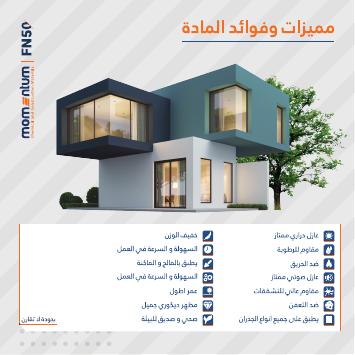 مميزات وفوائد المادة
momentum | FN50
عازل حراري ممتاز
مقاوم للرطوبة
ضد الحريق
عازل صوتي ممتاز
مقاوم عالي للتشققات
ضد التعفن
يطبق على جميع انواع الجدران
خفيف الوزن
السهولة و السرعة في العمل
يطبق بالمالج و الماكنة
السهولة و السرعة في العمل
عمر اطول
مظهر ديكوري جميل
صحي و صديق للبيئة
بجودة لا تقارن